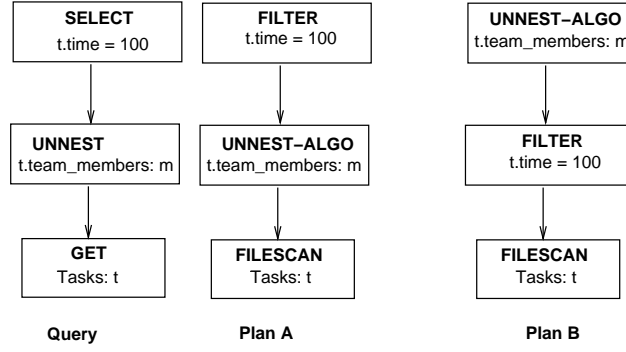 SELECT
t.time = 100
UNNEST
t.team_members: m
GET
Tasks: t
Query
FILTER
t.time = 100
UNNEST–ALGO
t.team_members: m
FILESCAN
Tasks: t
Plan A
UNNEST–ALGO
t.team_members: m
FILTER
t.time = 100
FILESCAN
Tasks: t
Plan B